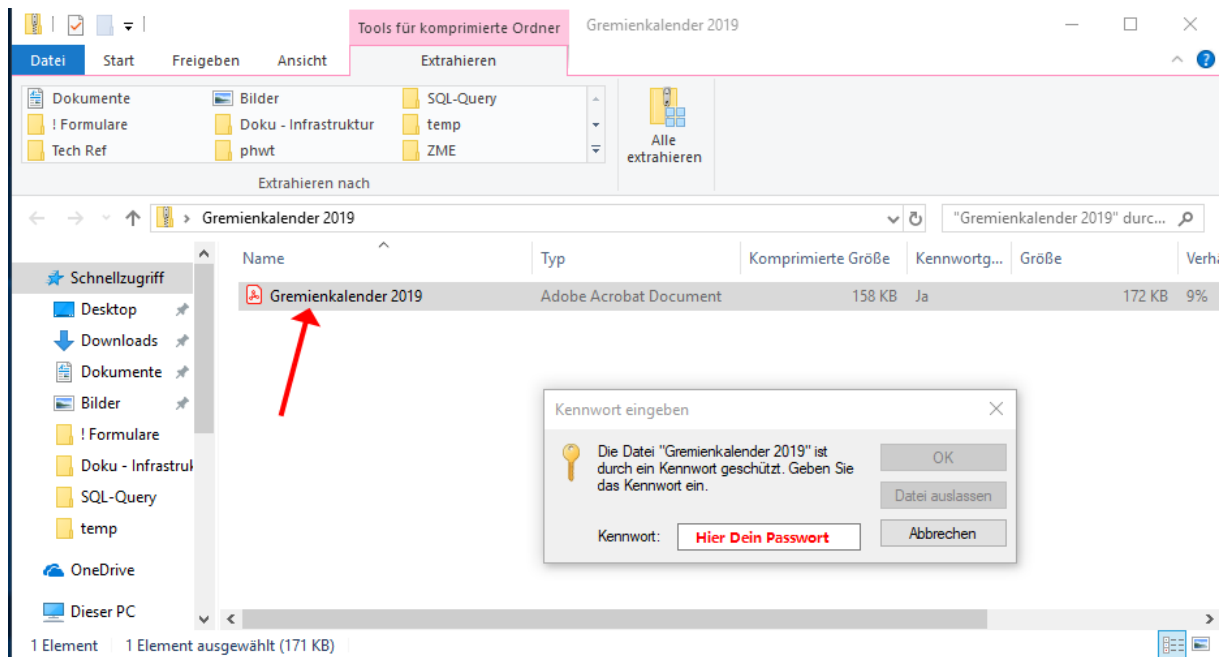 Tools für komprimierte Ordner
Gremienkalender 2019
Datei
Start
Freigeben
Ansicht
Extrahieren
Dokumente
Bilder
SQL-Query
! Formulare
Doku - Infrastruktur
temp
Tech Ref
phwt
ZME
Alle
extrahieren
Extrahieren nach
Gremienkalender 2019
"Gremienkalender 2019" durc...
Name
Typ
Komprimierte Größe
Kennwortg...
Größe
Verhä
Gremienkalender 2019
Adobe Acrobat Document
158 KB
Ja
172 KB
9%
Schnellzugriff
Desktop
Downloads
Dokumente
Bilder
! Formulare
Doku - Infrastruk
SQL-Query
temp
OneDrive
Dieser PC
Kennwort eingeben
Die Datei "Gremienkalender 2019" ist
durch ein Kennwort geschützt. Geben Sie
das Kennwort ein.
Kennwort:
Hier Dein Passwort
OK
Datei auslassen
Abbrechen
1 Element
1 Element ausgewählt (171 KB)